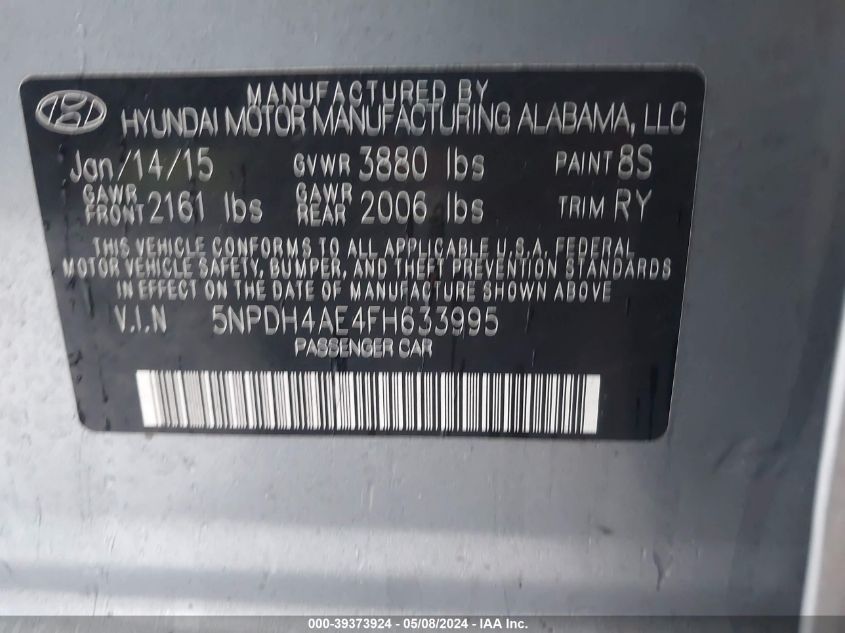 MANUFACTURED BY
HYUNDAI MOTOR MANUFACTURING ALABAMA, LLC
Jan/14/15 GVWR 3880 lbs PAINT 8S
GAWR FRONT 2161 lbs GAWR REAR 2006 lbs TRIM RY
THIS VEHICLE CONFORMS TO ALL APPLICABLE U.S.A. FEDERAL
MOTOR VEHICLE SAFETY, BUMPER, AND THEFT PREVENTION STANDARDS
IN EFFECT ON THE DATE OF MANUFACTURE SHOWN ABOVE
V.I.N 5NPDH4AE4FH633995
PASSENGER CAR
000-39373924 - 05/08/2024 - IAA Inc.